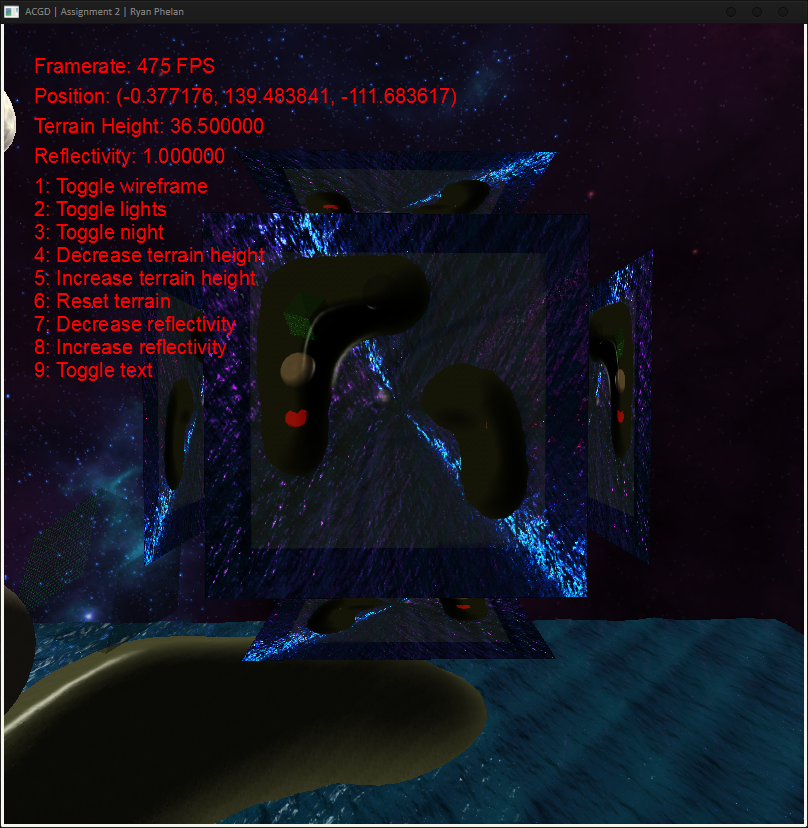 ACGD | Assignment 2 | Ryan Phelan
Framerate: 475 FPS
Position: (-0.377176, 139.483841, -111.683617)
Terrain Height: 36.500000
Reflectivity: 1.000000
1: Toggle wireframe
2: Toggle lights
3: Toggle night
4: Decrease terrain height
5: Increase terrain height
6: Reset terrain
7: Decrease reflectivity
8: Increase reflectivity
9: Toggle text